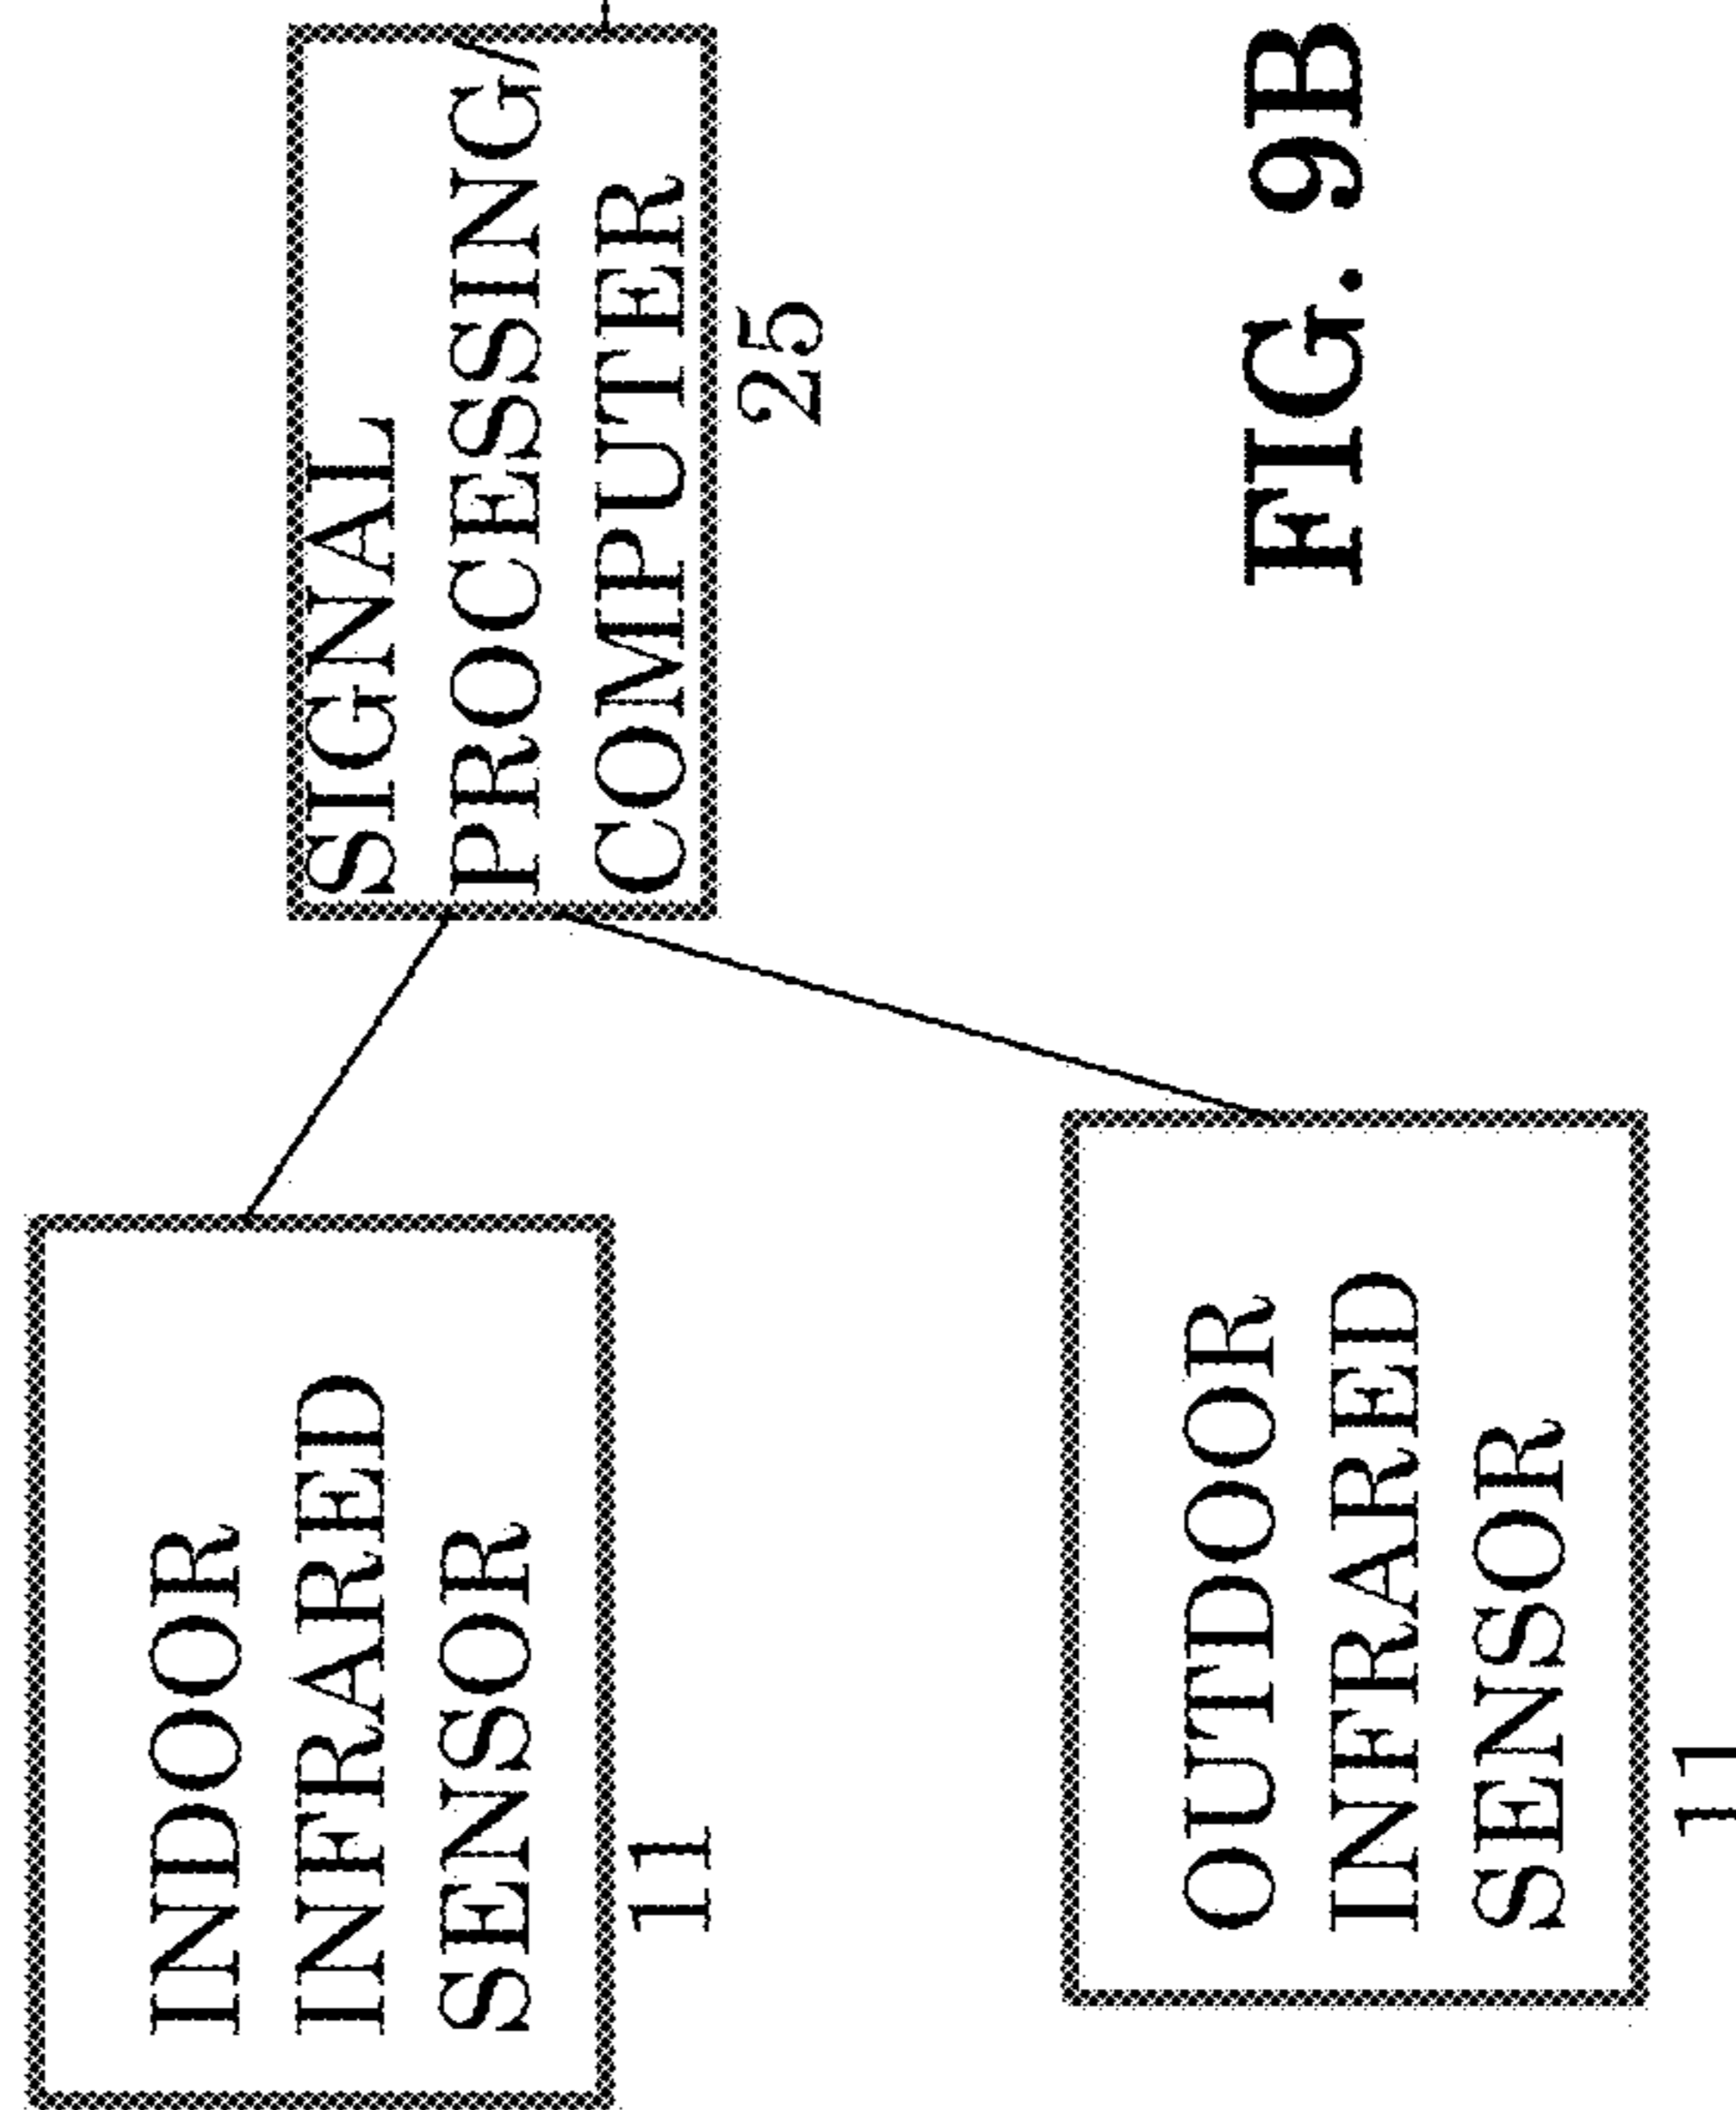 INDOOR
INFRARED
SENSOR
11
SIGNAL
PROCESSING/
COMPUTER
25
OUTDOOR
INFRARED
SENSOR
11
FIG. 9B